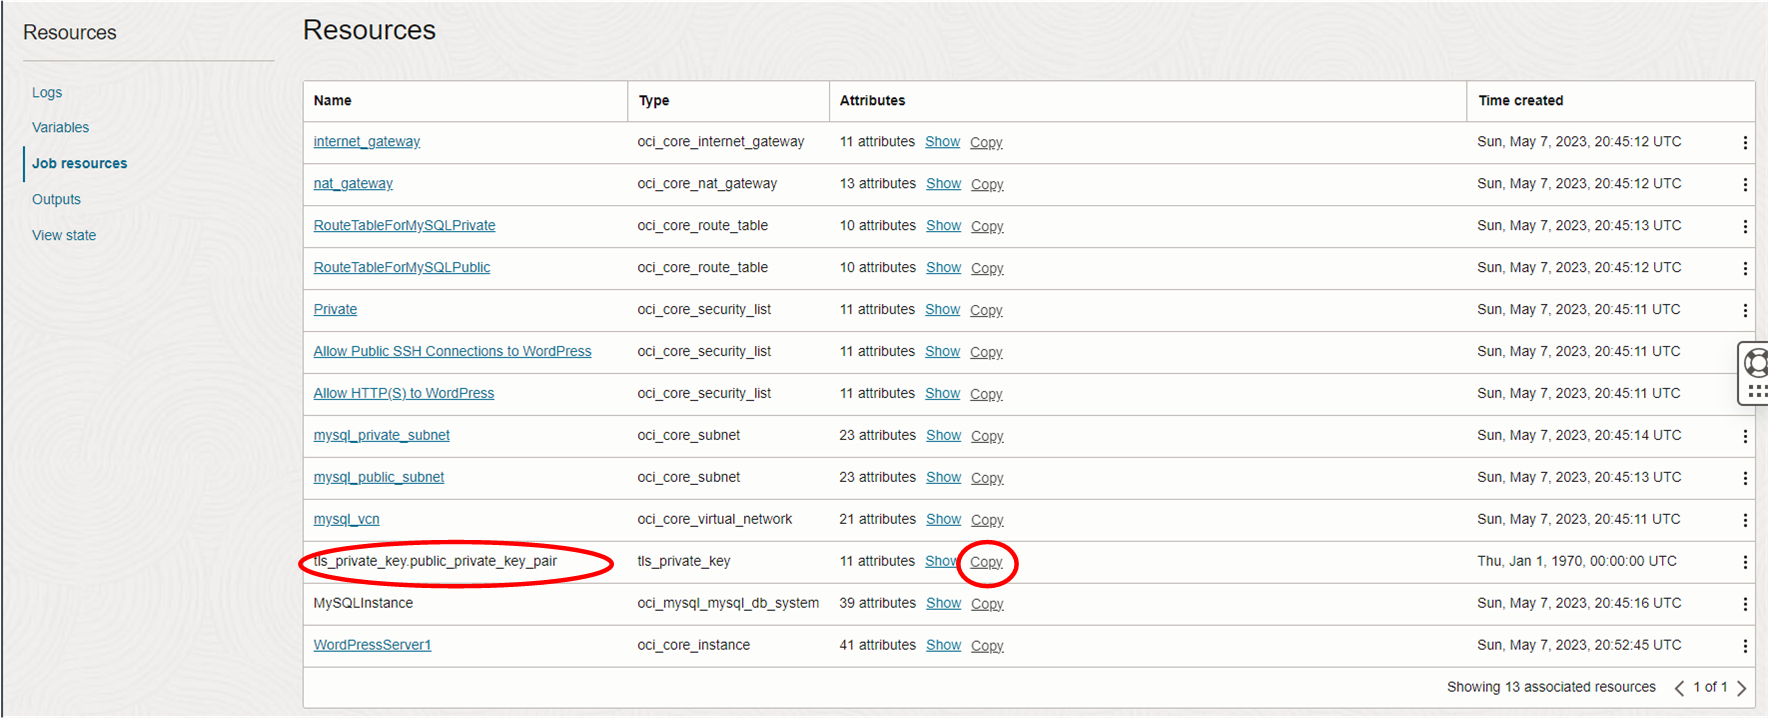 Resources
Logs
Variables
Job resources
Outputs
View state
Resources
Name Type Attributes Time created
internet_gateway oci_core_internet_gateway 11 attributes Show Copy Sun, May 7, 2023, 20:45:12 UTC
nat_gateway oci_core_nat_gateway 13 attributes Show Copy Sun, May 7, 2023, 20:45:12 UTC
RouteTableForMySQLPrivate oci_core_route_table 10 attributes Show Copy Sun, May 7, 2023, 20:45:13 UTC
RouteTableForMySQLPublic oci_core_route_table 10 attributes Show Copy Sun, May 7, 2023, 20:45:12 UTC
Private oci_core_security_list 11 attributes Show Copy Sun, May 7, 2023, 20:45:11 UTC
Allow Public SSH Connections to WordPress oci_core_security_list 11 attributes Show Copy Sun, May 7, 2023, 20:45:11 UTC
Allow HTTP(S) to WordPress oci_core_security_list 11 attributes Show Copy Sun, May 7, 2023, 20:45:11 UTC
mysql_private_subnet oci_core_subnet 23 attributes Show Copy Sun, May 7, 2023, 20:45:14 UTC
mysql_public_subnet oci_core_subnet 23 attributes Show Copy Sun, May 7, 2023, 20:45:13 UTC
mysql_vcn oci_core_virtual_network 21 attributes Show Copy Sun, May 7, 2023, 20:45:11 UTC
tls_private_key.public_private_key_pair tls_private_key 11 attributes Show Copy Thu, Jan 1, 1970, 00:00:00 UTC
MySQLInstance oci_mysql_mysql_db_system 39 attributes Show Copy Sun, May 7, 2023, 20:45:16 UTC
WordPressServer1 oci_core_instance 41 attributes Show Copy Sun, May 7, 2023, 20:52:45 UTC
Showing 13 associated resources 1 of 1